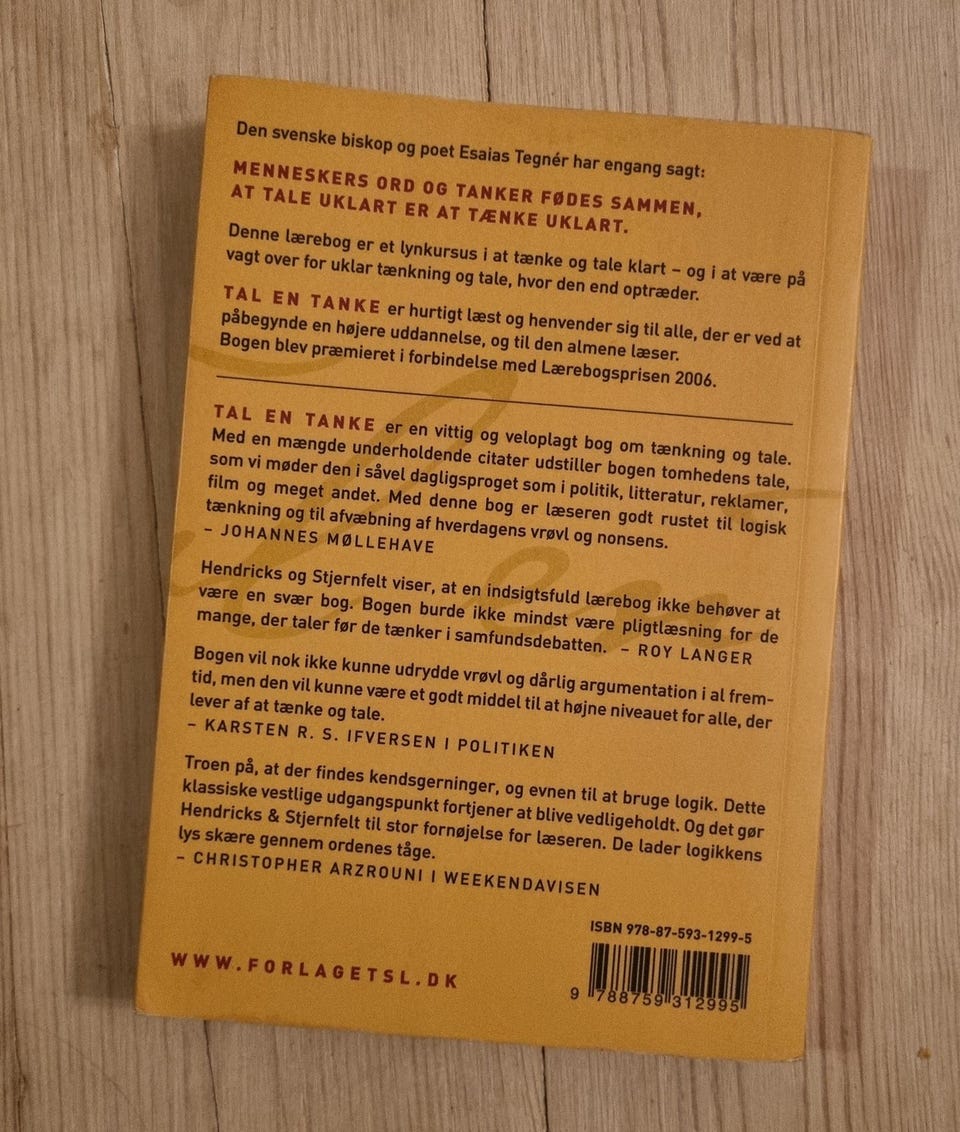 Den svenske biskop og poet Esaias Tegnér har engang sagt:
MENNESKERS ORD OG TANKER FØDES SAMMEN,
AT TALE UKLART ER AT TÆNKE UKLART.
Denne lærebog er et lynkursus i at tænke og tale klart – og i at være på
vagt over for uklar tænkning og tale, hvor den end optræder.
TAL EN TANKE er hurtigt læst og henvender sig til alle, der er ved at
påbegynde en højere uddannelse, og til den almene læser.
Bogen blev præmieret i forbindelse med Lærebogsprisen 2006.
TAL EN TANKE er en vittig og veloplagt bog om tænkning og tale.
Med en mængde underholdende citater udstiller bogen tomhedens tale,
som vi møder den i såvel dagligsproget som i politik, litteratur, reklamer,
film og meget andet. Med denne bog er læseren godt rustet til logisk
tænkning og til afvæbning af hverdagens vrøvl og nonsens.
– JOHANNES MØLLEHAVE
Hendricks og Stjernfelt viser, at en indsigtsfuld lærebog ikke behøver at
være en svær bog. Bogen burde ikke mindst være pligtlæsning for de
mange, der taler før de tænker i samfundsdebatten. – ROY LANGER
Bogen vil nok ikke kunne udrydde vrøvl og dårlig argumentation i al frem-
tid, men den vil kunne være et godt middel til at højne niveauet for alle, der
lever af at tænke og tale.
– KARSTEN R. S. IFVERSEN I POLITIKEN
Troen på, at der findes kendsgerninger, og evnen til at bruge logik. Dette
klassiske vestlige udgangspunkt fortjener at blive vedligeholdt. Og det gør
Hendricks & Stjernfelt til stor fornøjelse for læseren. De lader logikkens
lys skære gennem ordenes tåge.
– CHRISTOPHER ARZROUNI I WEEKENDAVISEN
ISBN 978-87-593-1299-5
9 788759 312995
WWW.FORLAGETSL.DK